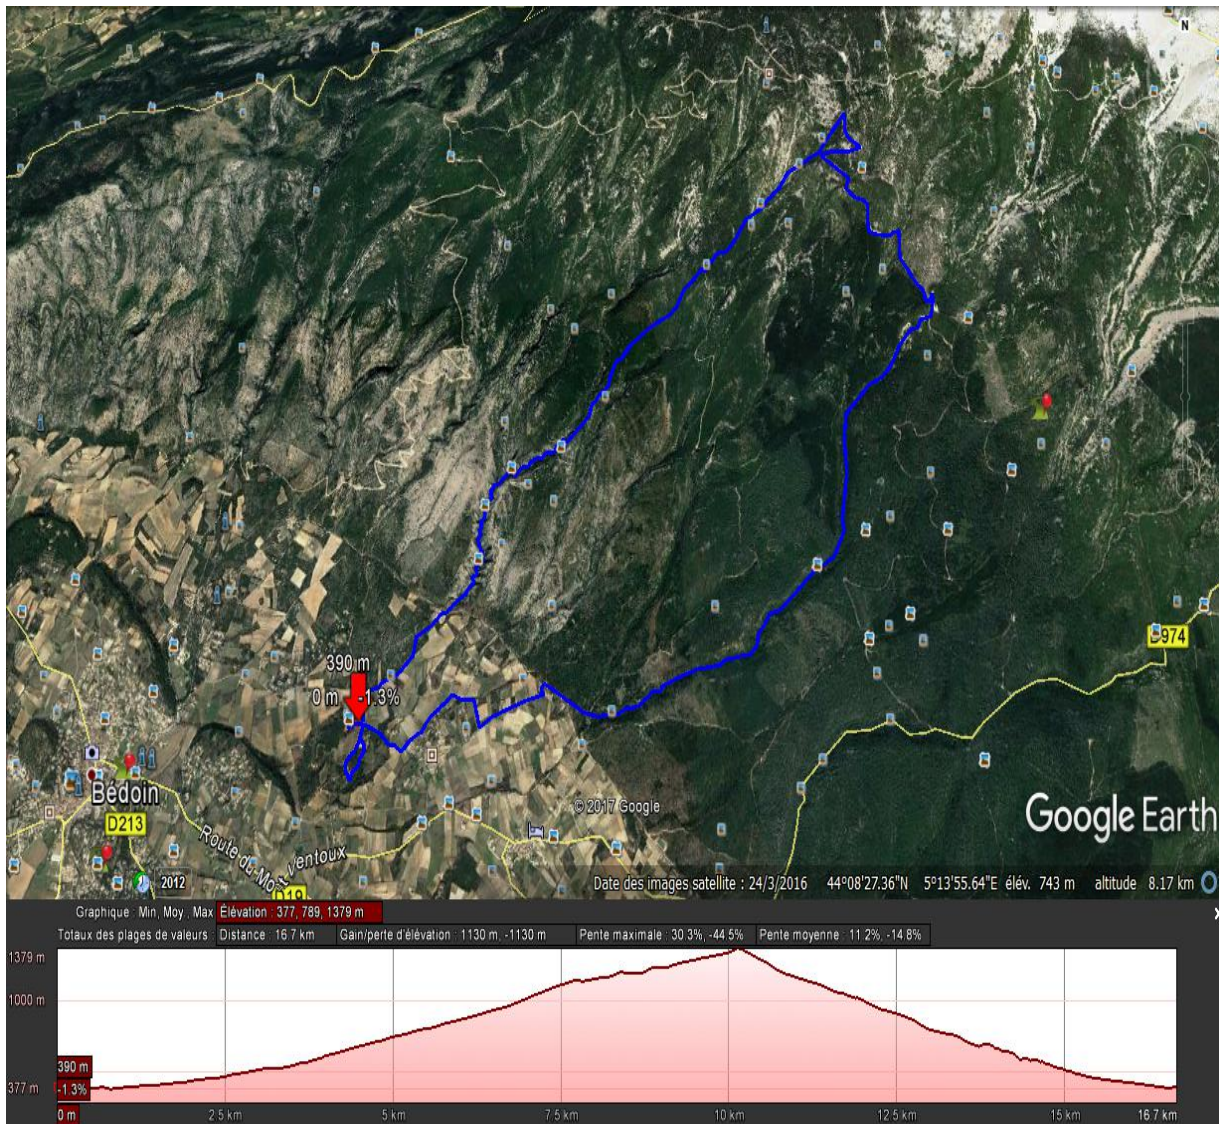 N
390 m
0 m -1.3%
974
Bédoin
D213
Route du Mont Ventoux
D19
2012
© 2017 Google
Google Earth
Date des images satellite : 24/3/2016 44°08'27.36"N 5°13'55.64"E élév. 743 m altitude 8.17 km
Graphique : Min, Moy., Max Élévation : 377, 789, 1379 m
Totaux des plages de valeurs : Distance : 16.7 km Gain/perte d'élévation : 1130 m, -1130 m Pente maximale : 30.3%, -44.5% Pente moyenne : 11.2%, -14.8%
1379 m
1000 m
390 m
377 m
-1.3%
0 m 2.5 km 5 km 7.5 km 10 km 12.5 km 15 km 16.7 km